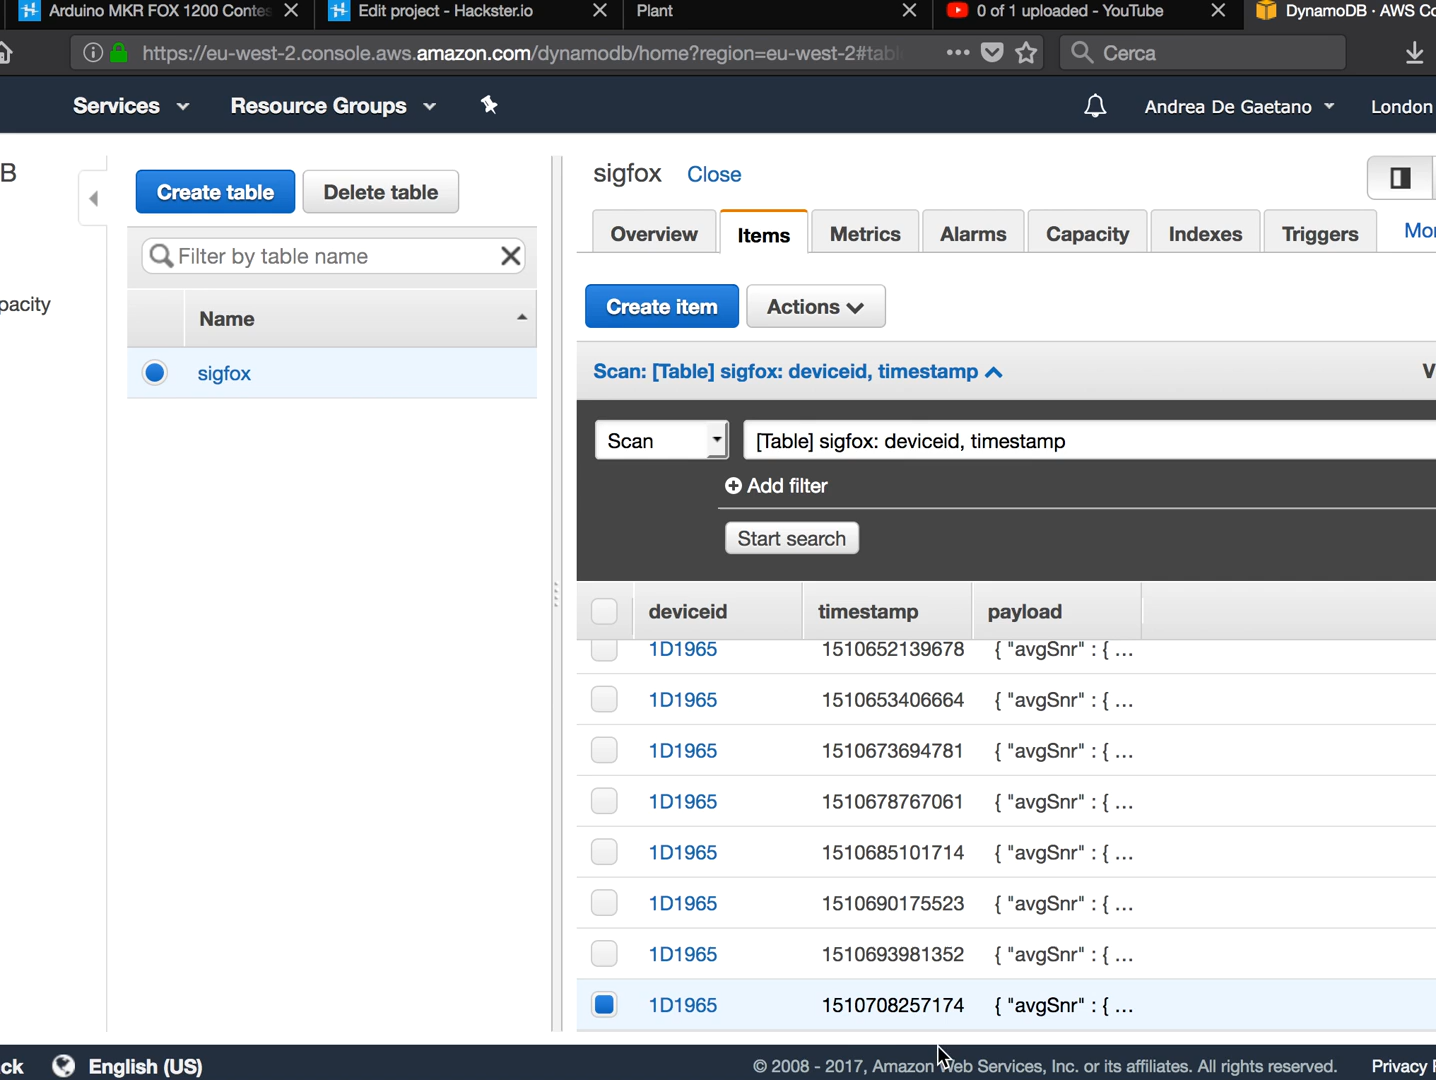 Arduino MKR FOX 1200 Contes
Edit project - Hackster.io
Plant
0 of 1 uploaded - YouTube
DynamoDB · AWS Co
https://eu-west-2.console.aws.amazon.com/dynamodb/home?region=eu-west-2#tabl
Cerca
Services
Resource Groups
Andrea De Gaetano
London
B
pacity
Create table
Delete table
Filter by table name
Name
sigfox
sigfox Close
Overview
Items
Metrics
Alarms
Capacity
Indexes
Triggers
Mor
Create item
Actions
Scan: [Table] sigfox: deviceid, timestamp
V
Scan
[Table] sigfox: deviceid, timestamp
Add filter
Start search
deviceid timestamp payload
1D1965 1510652139678 { "avgSnr" : { ...
1D1965 1510653406664 { "avgSnr" : { ...
1D1965 1510673694781 { "avgSnr" : { ...
1D1965 1510678767061 { "avgSnr" : { ...
1D1965 1510685101714 { "avgSnr" : { ...
1D1965 1510690175523 { "avgSnr" : { ...
1D1965 1510693981352 { "avgSnr" : { ...
1D1965 1510708257174 { "avgSnr" : { ...
ck
English (US)
© 2008 - 2017, Amazon Web Services, Inc. or its affiliates. All rights reserved.
Privacy P